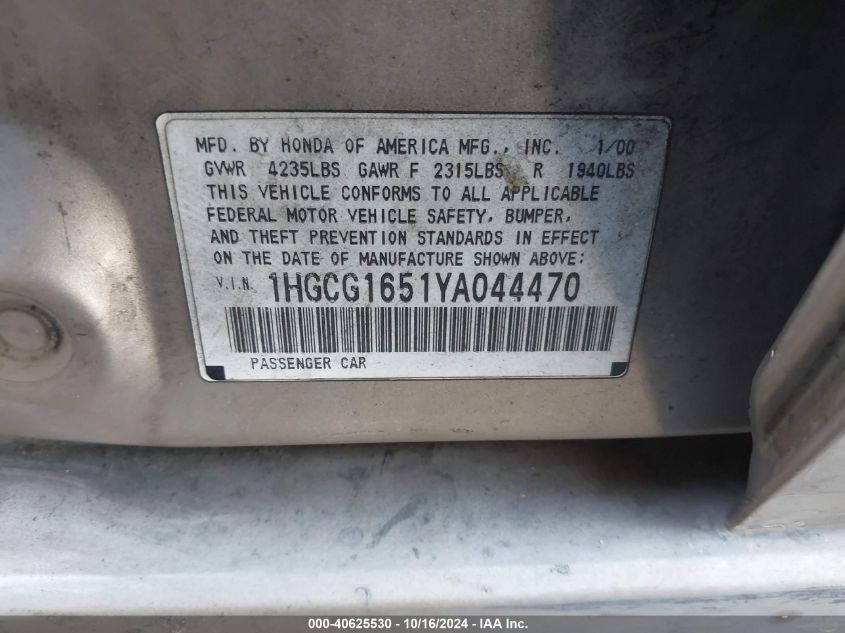 MFD. BY HONDA OF AMERICA MFG., INC. 1/00
GVWR 4235LBS GAWR F 2315LBS R 1940LBS
THIS VEHICLE CONFORMS TO ALL APPLICABLE
FEDERAL MOTOR VEHICLE SAFETY, BUMPER,
AND THEFT PREVENTION STANDARDS IN EFFECT
ON THE DATE OF MANUFACTURE SHOWN ABOVE:
V.I.N. 1HGCG1651YA044470
PASSENGER CAR
000-40625530 - 10/16/2024 - IAA Inc.